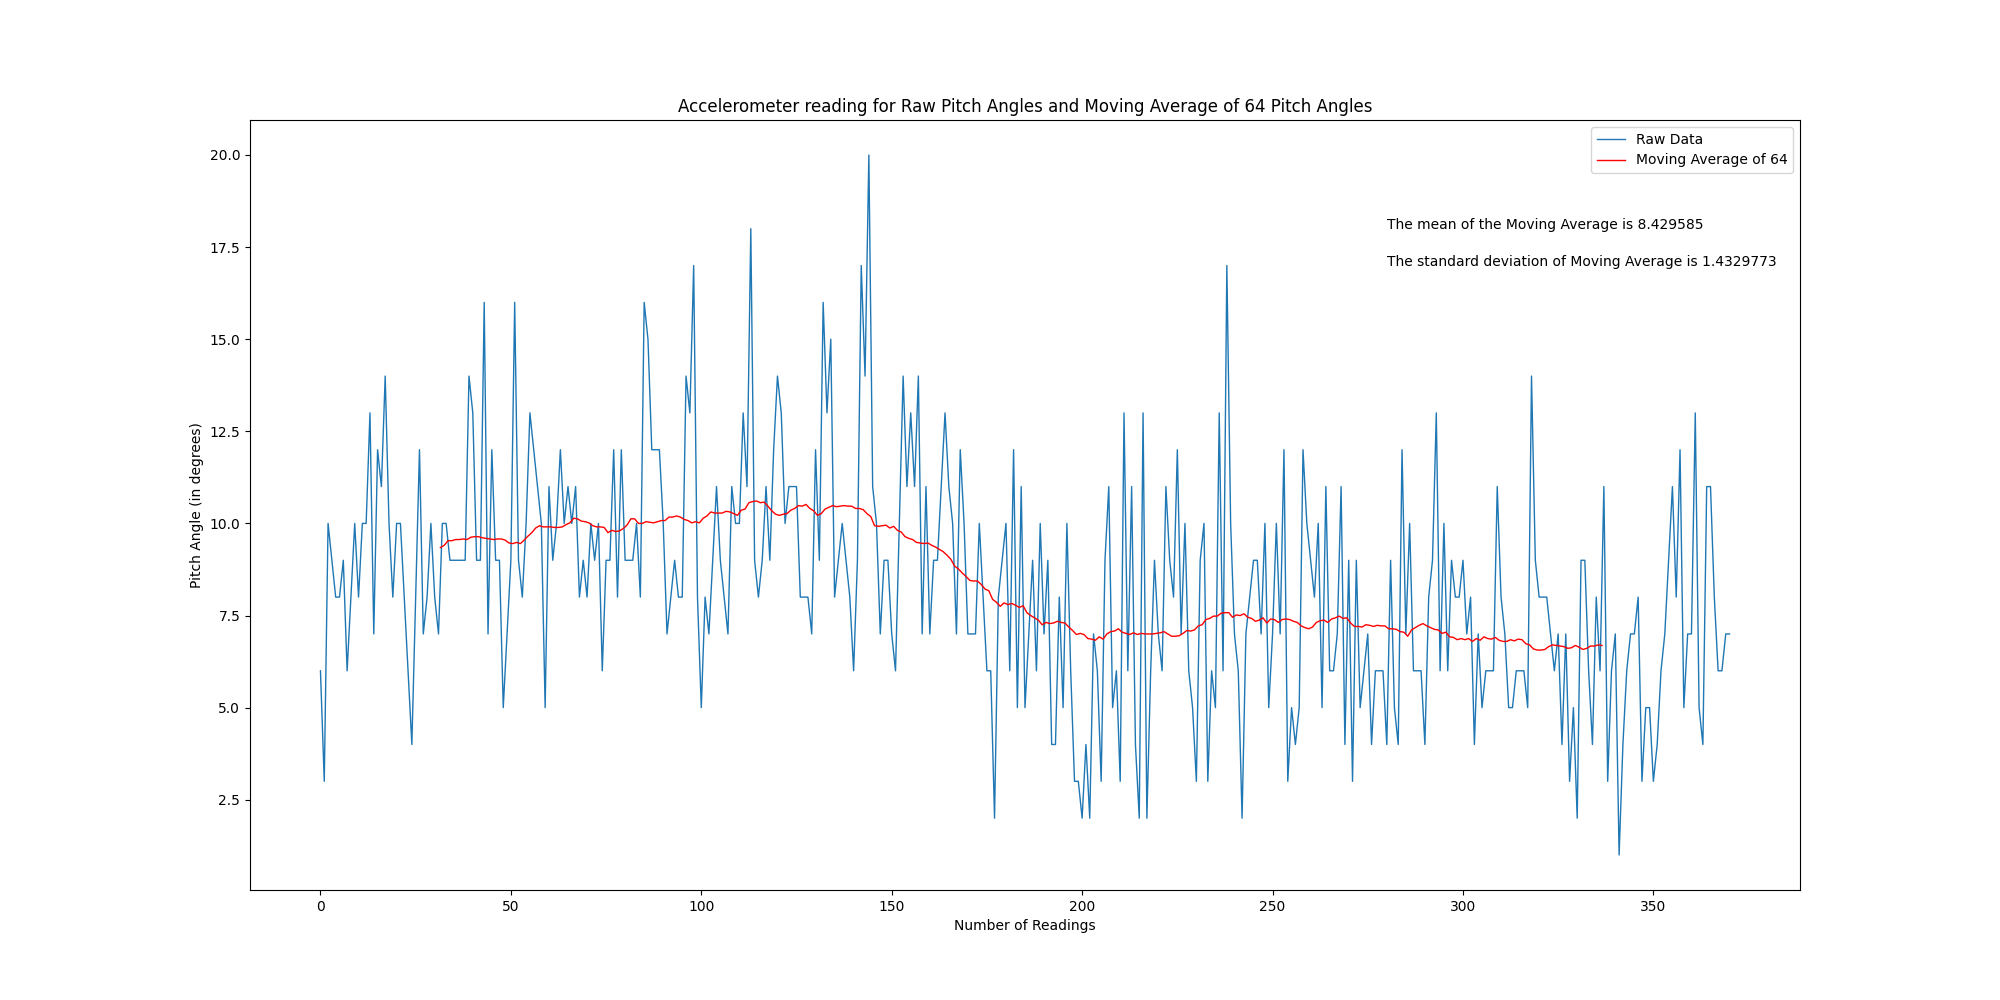 Accelerometer reading for Raw Pitch Angles and Moving Average of 64 Pitch Angles
Raw Data
Moving Average of 64
The mean of the Moving Average is 8.429585
The standard deviation of Moving Average is 1.4329773
Pitch Angle (in degrees)
20.0
17.5
15.0
12.5
10.0
7.5
5.0
2.5
0 50 100 150 200 250 300 350
Number of Readings